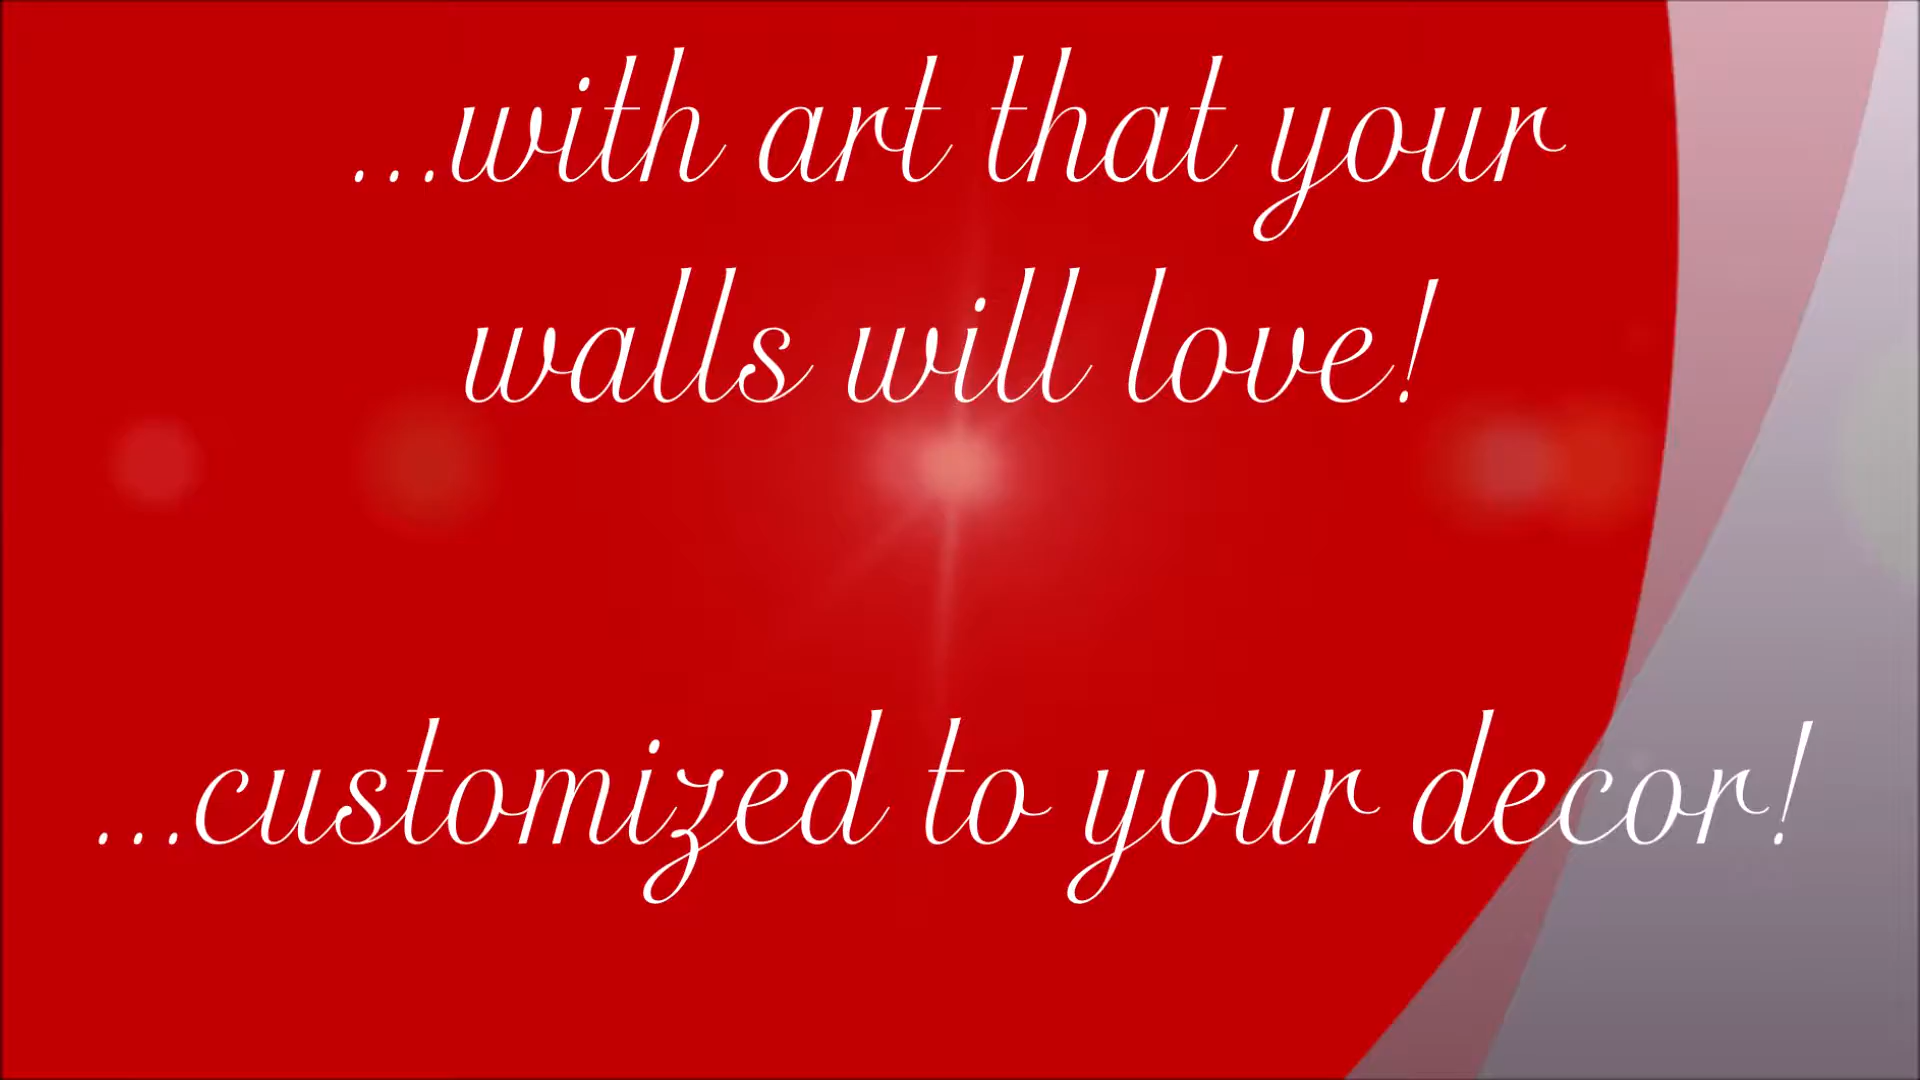 ...with art that your
walls will love!
...customized to your decor!